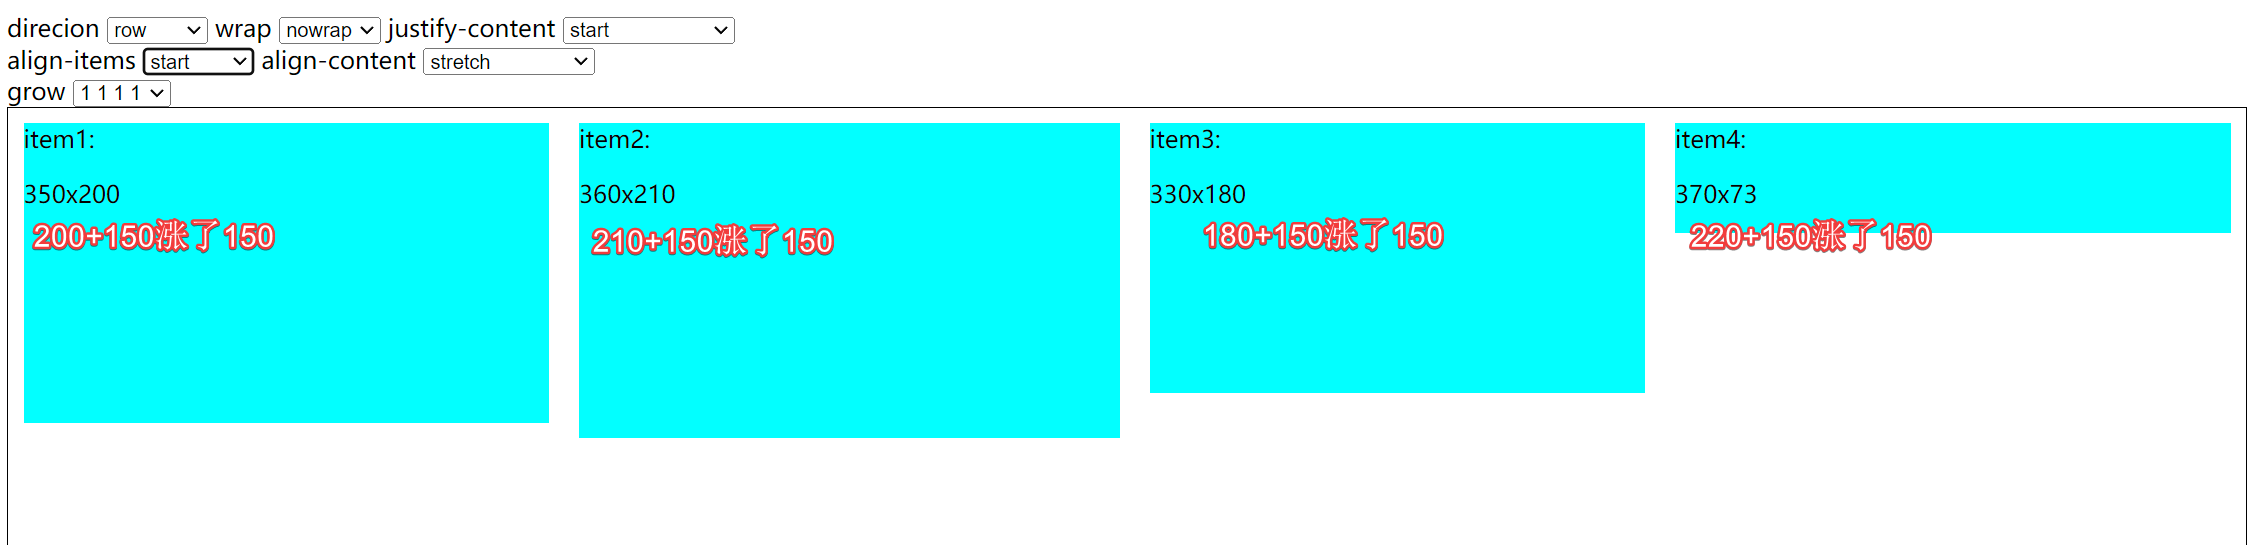 direcion row wrap nowrap justify-content start
align-items start align-content stretch
grow 1 1 1 1
item1: item2: item3: item4:
350x200 360x210 330x180 370x73
200+150涨了150 210+150涨了150 180+150涨了150 220+150涨了150